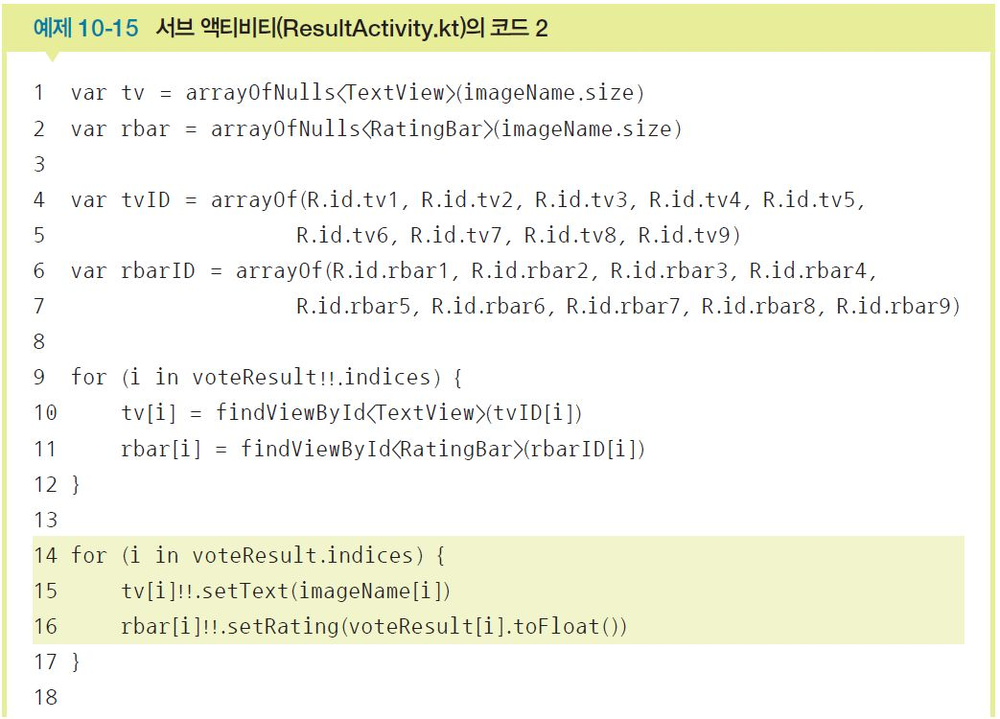 예제 10-15 서브 액티비티(ResultActivity.kt)의 코드 2
1 var tv = arrayOfNulls<TextView>(imageName.size)
2 var rbar = arrayOfNulls<RatingBar>(imageName.size)
3
4 var tvID = arrayOf(R.id.tv1, R.id.tv2, R.id.tv3, R.id.tv4, R.id.tv5,
5 R.id.tv6, R.id.tv7, R.id.tv8, R.id.tv9)
6 var rbarID = arrayOf(R.id.rbar1, R.id.rbar2, R.id.rbar3, R.id.rbar4,
7 R.id.rbar5, R.id.rbar6, R.id.rbar7, R.id.rbar8, R.id.rbar9)
8
9 for (i in voteResult!!.indices) {
10 tv[i] = findViewById<TextView>(tvID[i])
11 rbar[i] = findViewById<RatingBar>(rbarID[i])
12 }
13
14 for (i in voteResult.indices) {
15 tv[i]!!.setText(imageName[i])
16 rbar[i]!!.setRating(voteResult[i].toFloat())
17 }
18